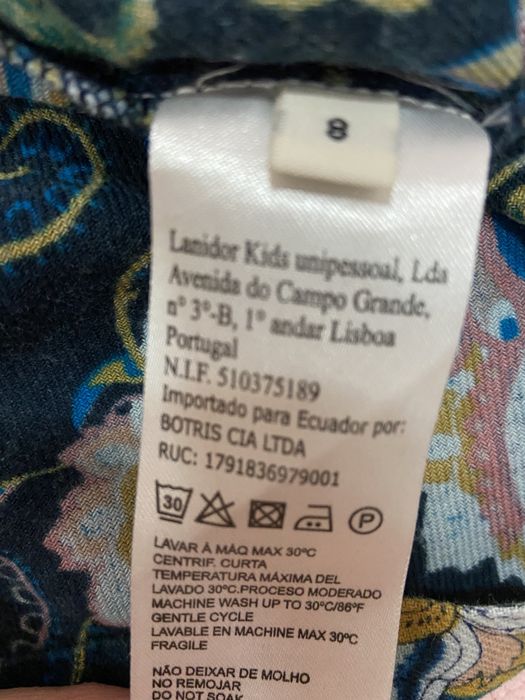 8
Lanidor Kids unipessoal, Lda
Avenida do Campo Grande,
nº 3º-B, 1º andar Lisboa
Portugal
N.I.F. 510375189
Importado para Ecuador por:
BOTRIS CIA LTDA
RUC: 1791836979001
30 P
LAVAR À MÁQ MAX 30ºC
CENTRIF. CURTA
TEMPERATURA MÁXIMA DEL
LAVADO 30ºC.PROCESO MODERADO
MACHINE WASH UP TO 30ºC/86ºF
GENTLE CYCLE
LAVABLE EN MACHINE MAX 30ºC
FRAGILE
NÃO DEIXAR DE MOLHO
NO REMOJAR
DO NOT SOAK